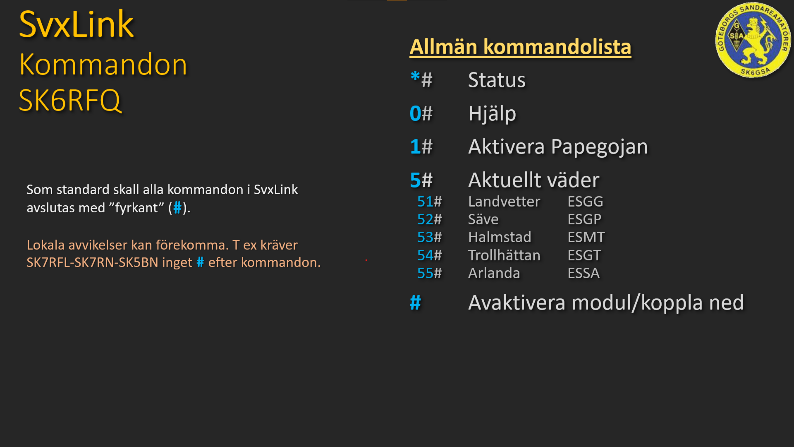 SvxLink
Kommandon
SK6RFQ
Som standard skall alla kommandon i SvxLink
avslutas med ”fyrkant” (#).
Lokala avvikelser kan förekomma. T ex kräver
SK7RFL-SK7RN-SK5BN inget # efter kommandon.
Allmän kommandolista
*# Status
0# Hjälp
1# Aktivera Papegojan
5# Aktuellt väder
51# Landvetter ESGG
52# Säve ESGP
53# Halmstad ESMT
54# Trollhättan ESGT
55# Arlanda ESSA
# Avaktivera modul/koppla ned
GÖTEBORGS SÄNDAREAMATÖRER
GSA
SK6GSA